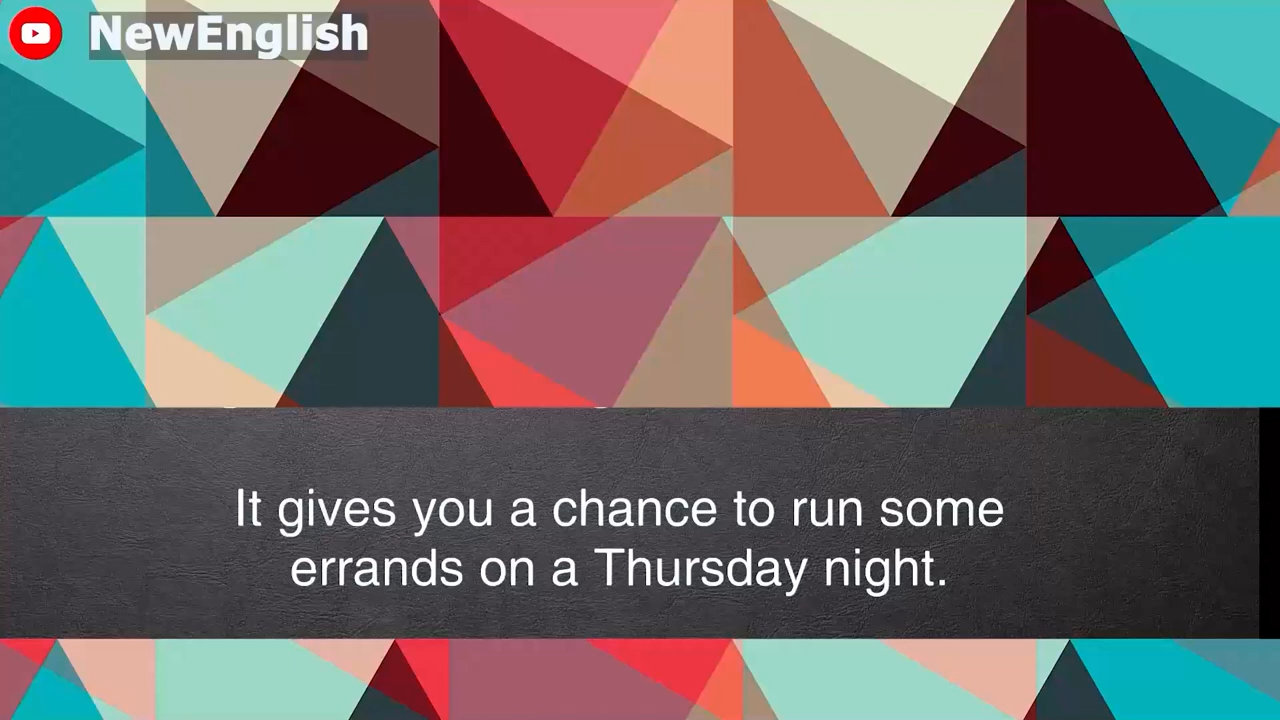 NewEnglish
It gives you a chance to run some
errands on a Thursday night.